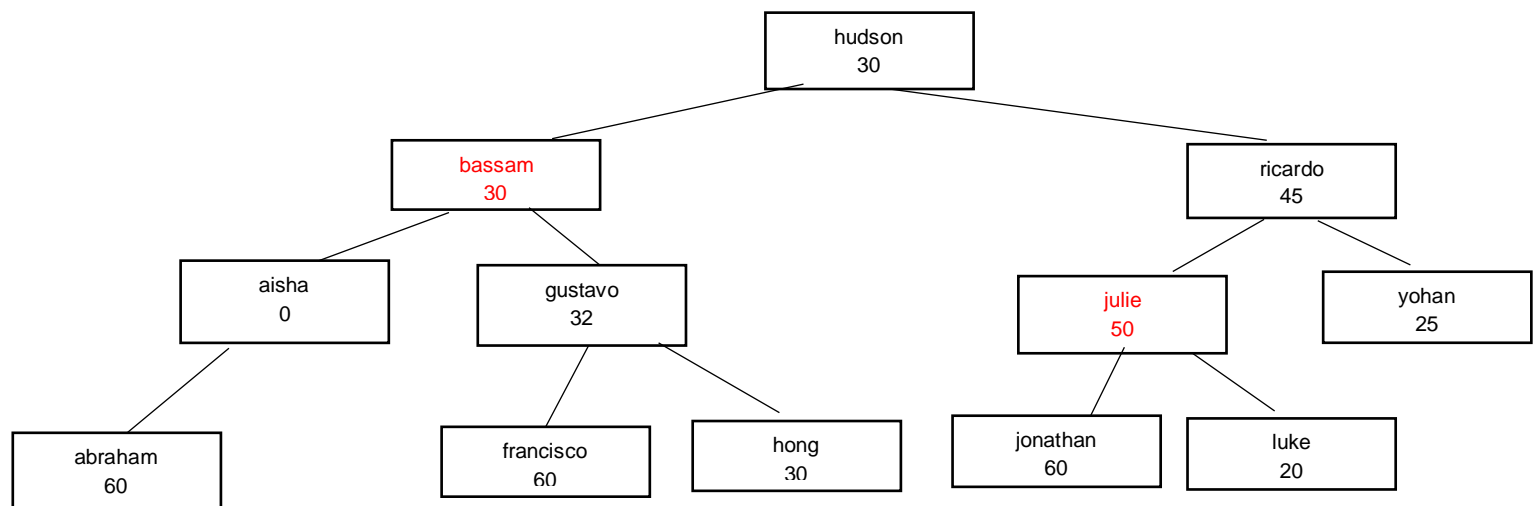 hudson
30
bassam
30
ricardo
45
aisha
0
gustavo
32
julie
50
yohan
25
abraham
60
francisco
60
hong
30
jonathan
60
luke
20